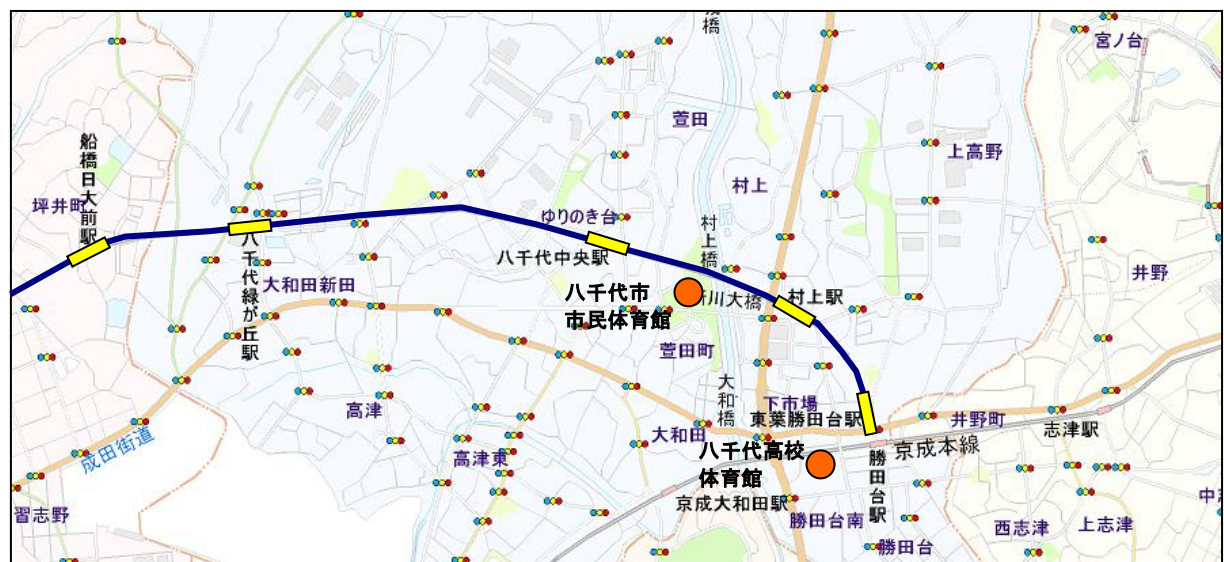 宮ノ台
萱田
上高野
船橋日大前駅
村上
坪井町
ゆりのき台
村上橋
八千代中央駅
井野
八千代緑が丘駅
大和田新田
八千代市
市民体育館
川大橋
村上駅
萱田町
大和橋
高津
下市場
東葉勝田台駅
井野町
志津駅
大和田
成田街道
高津東
八千代高校
体育館
京成本線
勝田台駅
京成大和田駅
習志野
勝田台南
西志津
上志津
勝田台